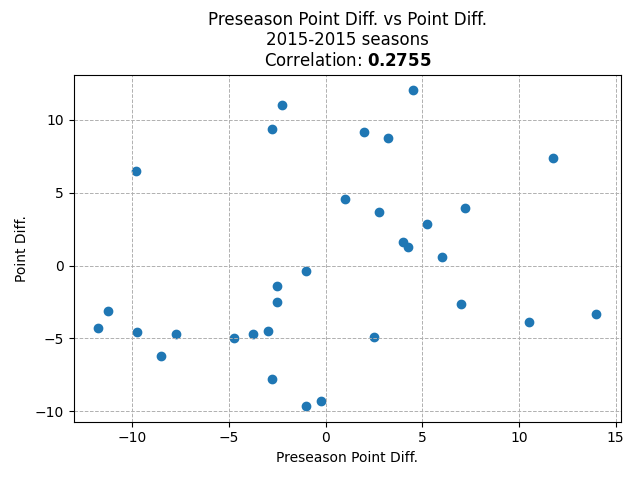 Preseason Point Diff. vs Point Diff.
2015-2015 seasons
Correlation: 0.2755
Point Diff.
10
5
0
−5
−10
−10
−5
0
5
10
15
Preseason Point Diff.